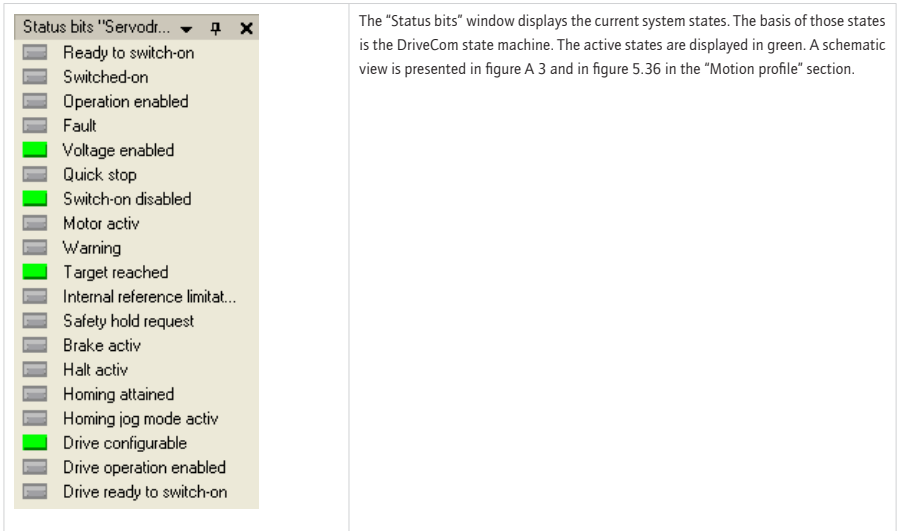 Status bits "Servodr...
Ready to switch-on
Switched-on
Operation enabled
Fault
Voltage enabled
Quick stop
Switch-on disabled
Motor activ
Warning
Target reached
Internal reference limitat...
Safety hold request
Brake activ
Halt activ
Homing attained
Homing jog mode activ
Drive configurable
Drive operation enabled
Drive ready to switch-on
The “Status bits” window displays the current system states. The basis of those states
is the DriveCom state machine. The active states are displayed in green. A schematic
view is presented in figure A 3 and in figure 5.36 in the “Motion profile” section.